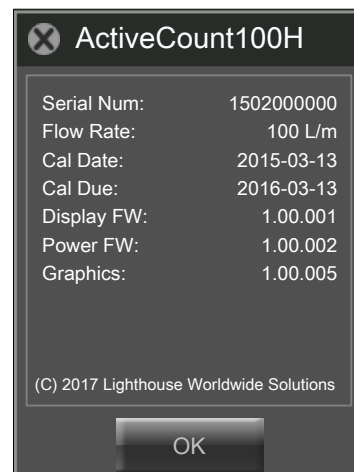 ActiveCount100H
Serial Num: 1502000000
Flow Rate: 100 L/m
Cal Date: 2015-03-13
Cal Due: 2016-03-13
Display FW: 1.00.001
Power FW: 1.00.002
Graphics: 1.00.005
(C) 2017 Lighthouse Worldwide Solutions
OK